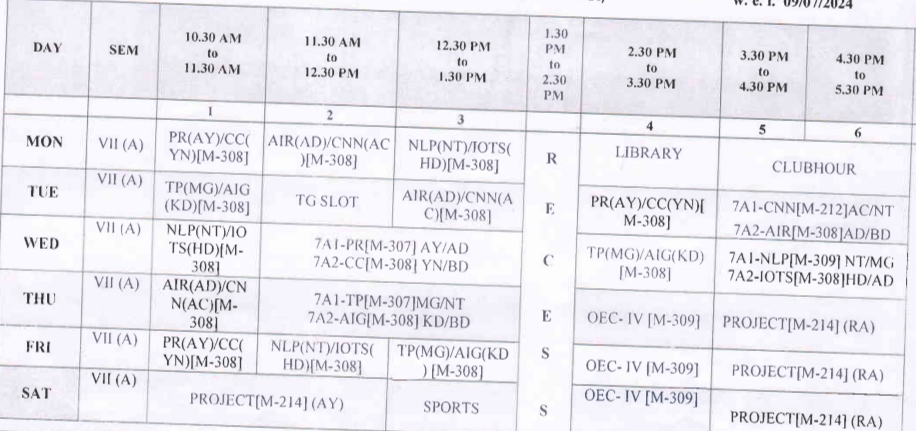 w. e. f. 09/07/2024
DAY SEM 10.30 AM to 11.30 AM 11.30 AM to 12.30 PM 12.30 PM to 1.30 PM 1.30 PM to 2.30 PM 2.30 PM to 3.30 PM 3.30 PM to 4.30 PM 4.30 PM to 5.30 PM
1 2 3 4 5 6
MON VII (A) PR(AY)/CC(YN)[M-308] AIR(AD)/CNN(AC)[M-308] NLP(NT)/IOTS(HD)[M-308] R LIBRARY CLUBHOUR
TUE VII (A) TP(MG)/AIG(KD)[M-308] TG SLOT AIR(AD)/CNN(AC)[M-308] E PR(AY)/CC(YN)[M-308] 7A1-CNN[M-212]AC/NT
7A2-AIR[M-308]AD/BD
WED VII (A) NLP(NT)/IOTS(HD)[M-308] 7A1-PR[M-307] AY/AD
7A2-CC[M-308] YN/BD C TP(MG)/AIG(KD)[M-308] 7A1-NLP[M-309] NT/MG
7A2-IOTS[M-308]HD/AD
THU VII (A) AIR(AD)/CNN(AC)[M-308] 7A1-TP[M-307]MG/NT
7A2-AIG[M-308] KD/BD E OEC- IV [M-309] PROJECT[M-214] (RA)
FRI VII (A) PR(AY)/CC(YN)[M-308] NLP(NT)/IOTS(HD)[M-308] TP(MG)/AIG(KD) [M-308] S OEC- IV [M-309] PROJECT[M-214] (RA)
SAT VII (A) PROJECT[M-214] (AY) SPORTS S OEC- IV [M-309] PROJECT[M-214] (RA)